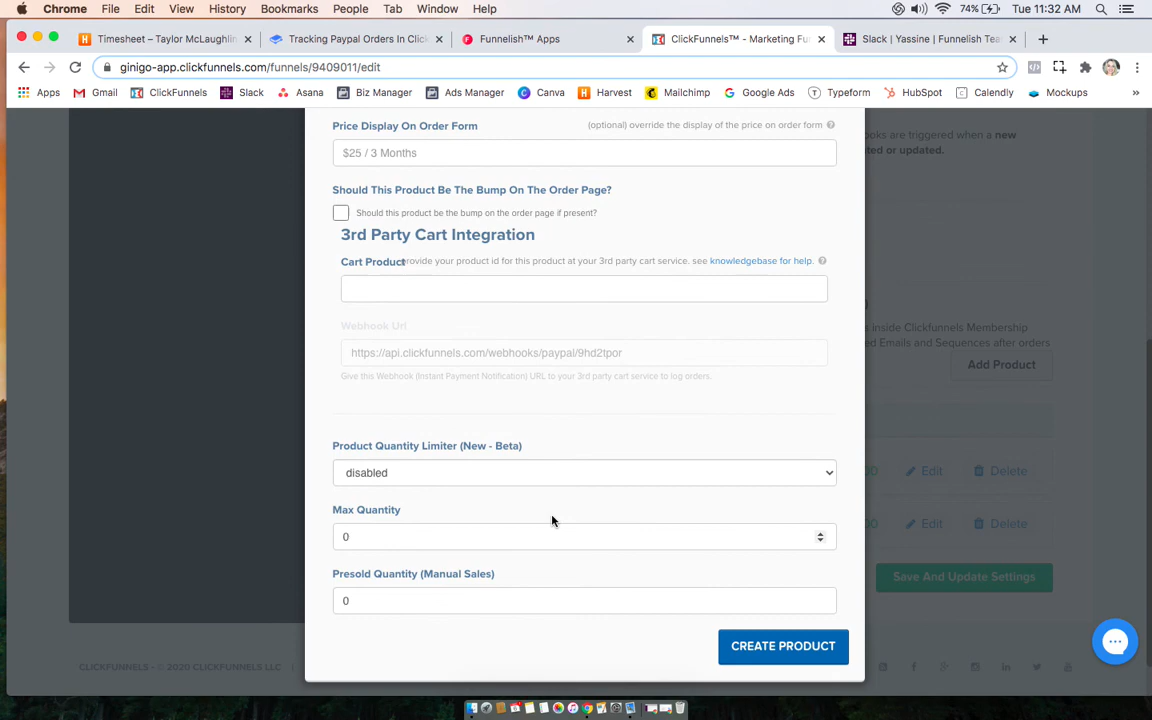 Chrome File Edit View History Bookmarks People Tab Window Help 74% Tue 11:32 AM
Timesheet – Taylor McLaughlin Tracking Paypal Orders In Click Funnelish™ Apps ClickFunnels™ - Marketing Fu Slack | Yassine | Funnelish Tea
ginigo-app.clickfunnels.com/funnels/9409011/edit
Apps Gmail ClickFunnels Slack Asana Biz Manager Ads Manager Canva Harvest Mailchimp Google Ads Typeform HubSpot Calendly Mockups »
Price Display On Order Form (optional) override the display of the price on order form
ooks are triggered when a new
ted or updated.
$25 / 3 Months
Should This Product Be The Bump On The Order Page?
Should this product be the bump on the order page if present?
3rd Party Cart Integration
Cart Product rovide your product id for this product at your 3rd party cart service. see knowledgebase for help.
Webhook Url
s inside Clickfunnels Membership
ted Emails and Sequences after orders
https://api.clickfunnels.com/webhooks/paypal/9hd2tpor
Add Product
Give this Webhook (Instant Payment Notification) URL to your 3rd party cart service to log orders.
Product Quantity Limiter (New - Beta)
disabled
00 Edit Delete
Max Quantity
00 Edit Delete
0
Presold Quantity (Manual Sales)
Save And Update Settings
0
CREATE PRODUCT
CLICKFUNNELS - © 2020 CLICKFUNNELS LLC